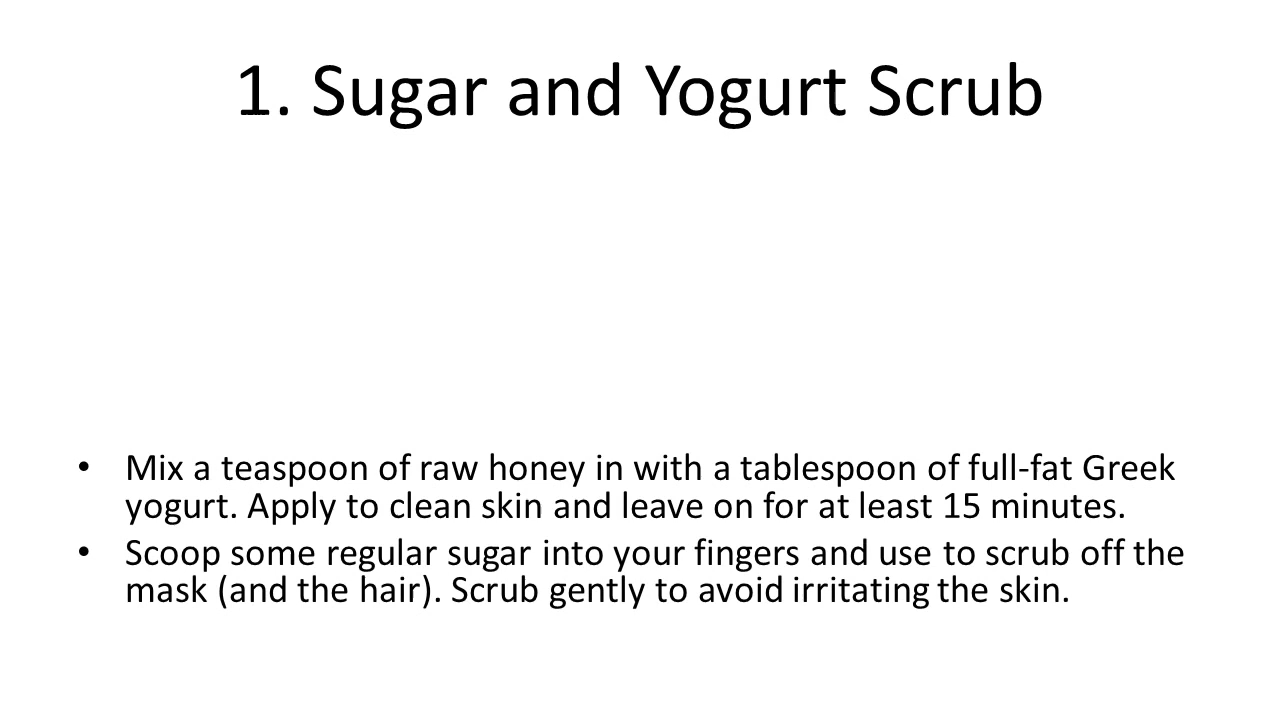 1. Sugar and Yogurt Scrub
• Mix a teaspoon of raw honey in with a tablespoon of full-fat Greek
yogurt. Apply to clean skin and leave on for at least 15 minutes.
• Scoop some regular sugar into your fingers and use to scrub off the
mask (and the hair). Scrub gently to avoid irritating the skin.